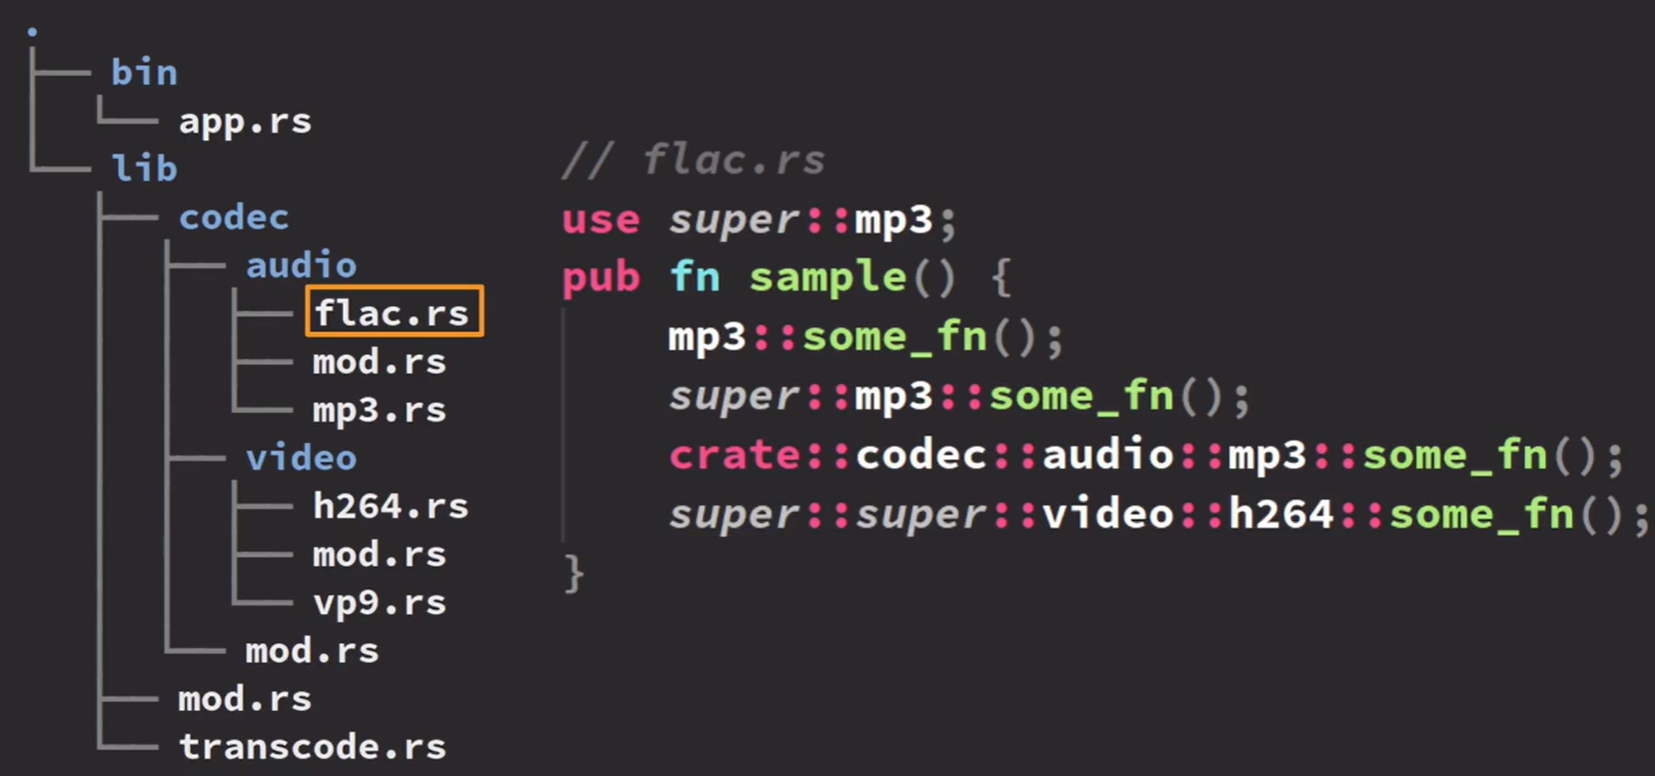 .
bin
app.rs
lib
codec
audio
flac.rs
mod.rs
mp3.rs
video
h264.rs
mod.rs
vp9.rs
mod.rs
mod.rs
transcode.rs
// flac.rs
use super::mp3;
pub fn sample() {
    mp3::some_fn();
    super::mp3::some_fn();
    crate::codec::audio::mp3::some_fn();
    super::super::video::h264::some_fn();
}